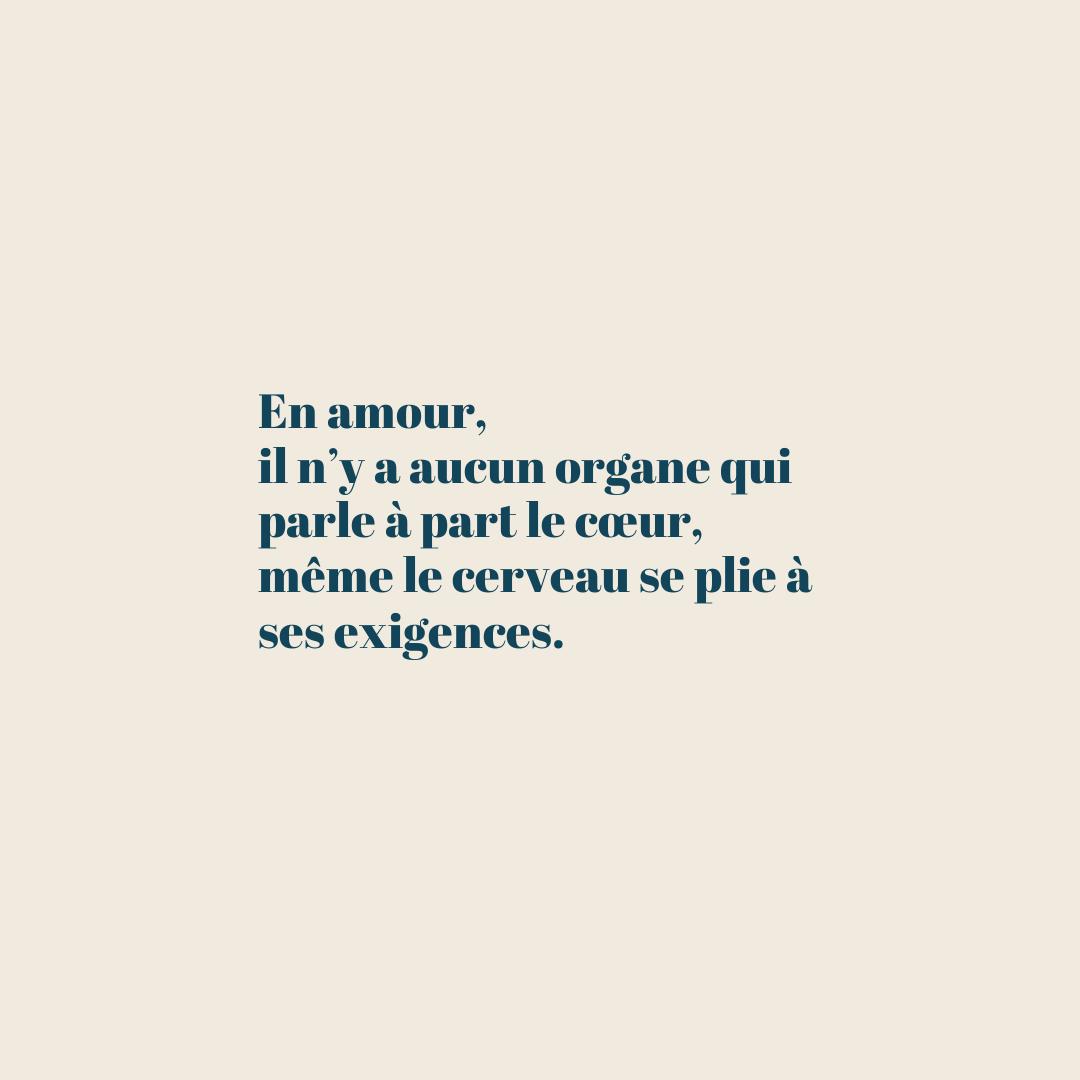 En amour,
il n’y a aucun organe qui
parle à part le cœur,
même le cerveau se plie à
ses exigences.